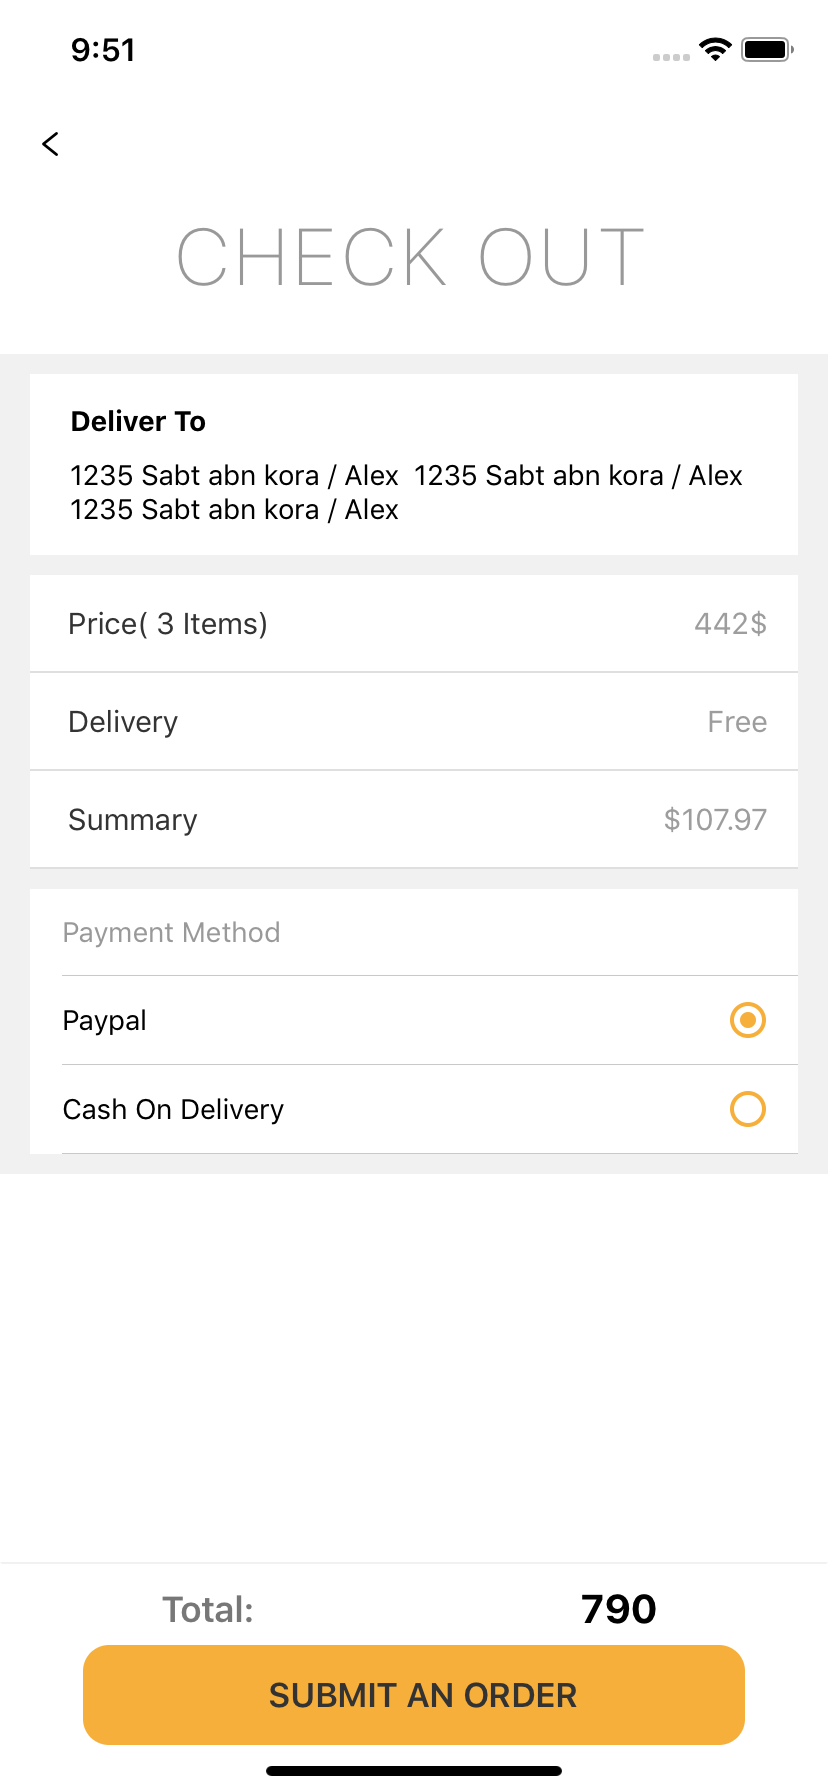 9:51
CHECK OUT
Deliver To
1235 Sabt abn kora / Alex  1235 Sabt abn kora / Alex
1235 Sabt abn kora / Alex
Price( 3 Items) 442$
Delivery Free
Summary $107.97
Payment Method
Paypal
Cash On Delivery
Total: 790
SUBMIT AN ORDER